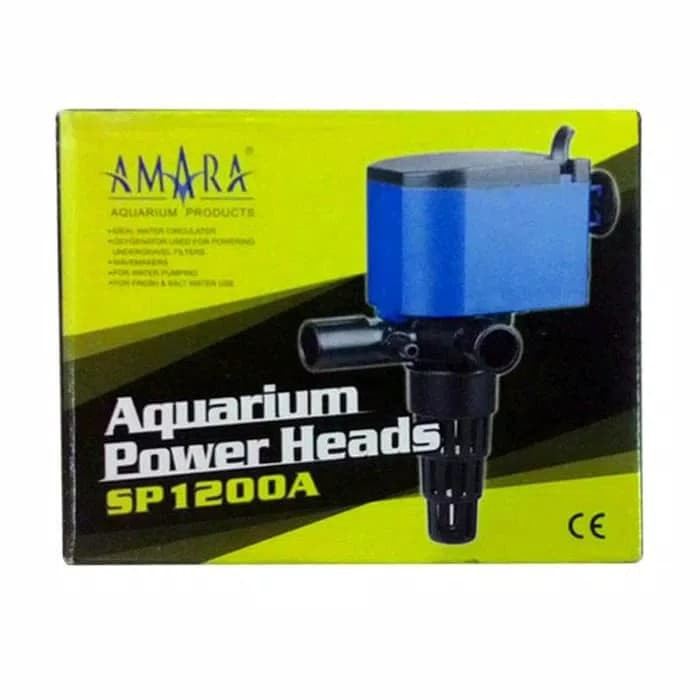 AMARA®
AQUARIUM PRODUCTS
•IDEAL WATER CIRCULATOR
•OXYGENATOR USED FOR POWERING
UNDERGRAVEL FILTERS
•WAVEMAKERS
•FOR WATER PUMPING
•FOR FRESH & SALT WATER USE
Aquarium
Power Heads
SP1200A
CE